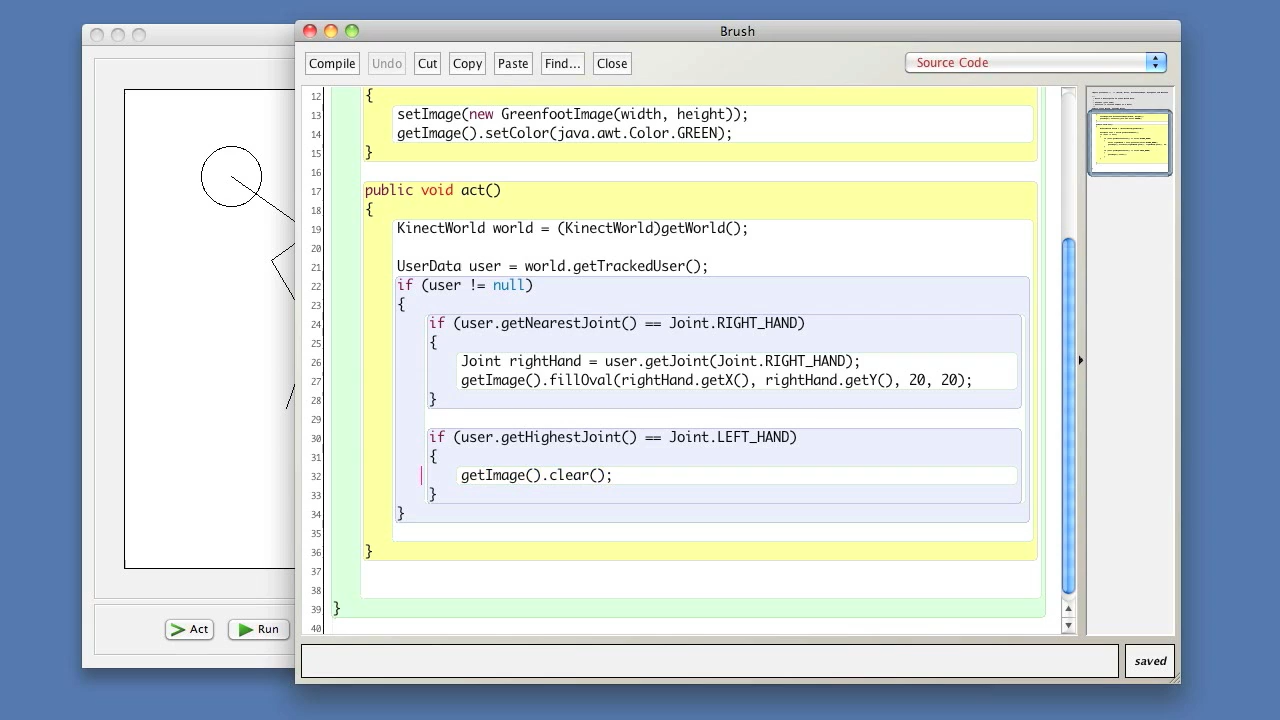 Brush
Compile Undo Cut Copy Paste Find... Close Source Code
12 {
13 setImage(new GreenfootImage(width, height));
14 getImage().setColor(java.awt.Color.GREEN);
15 }
16
17 public void act()
18 {
19 KinectWorld world = (KinectWorld)getWorld();
20
21 UserData user = world.getTrackedUser();
22 if (user != null)
23 {
24 if (user.getNearestJoint() == Joint.RIGHT_HAND)
25 {
26 Joint rightHand = user.getJoint(Joint.RIGHT_HAND);
27 getImage().fillOval(rightHand.getX(), rightHand.getY(), 20, 20);
28 }
29
30 if (user.getHighestJoint() == Joint.LEFT_HAND)
31 {
32 getImage().clear();
33 }
34 }
35
36 }
37
38
39 }
40
Act Run
saved